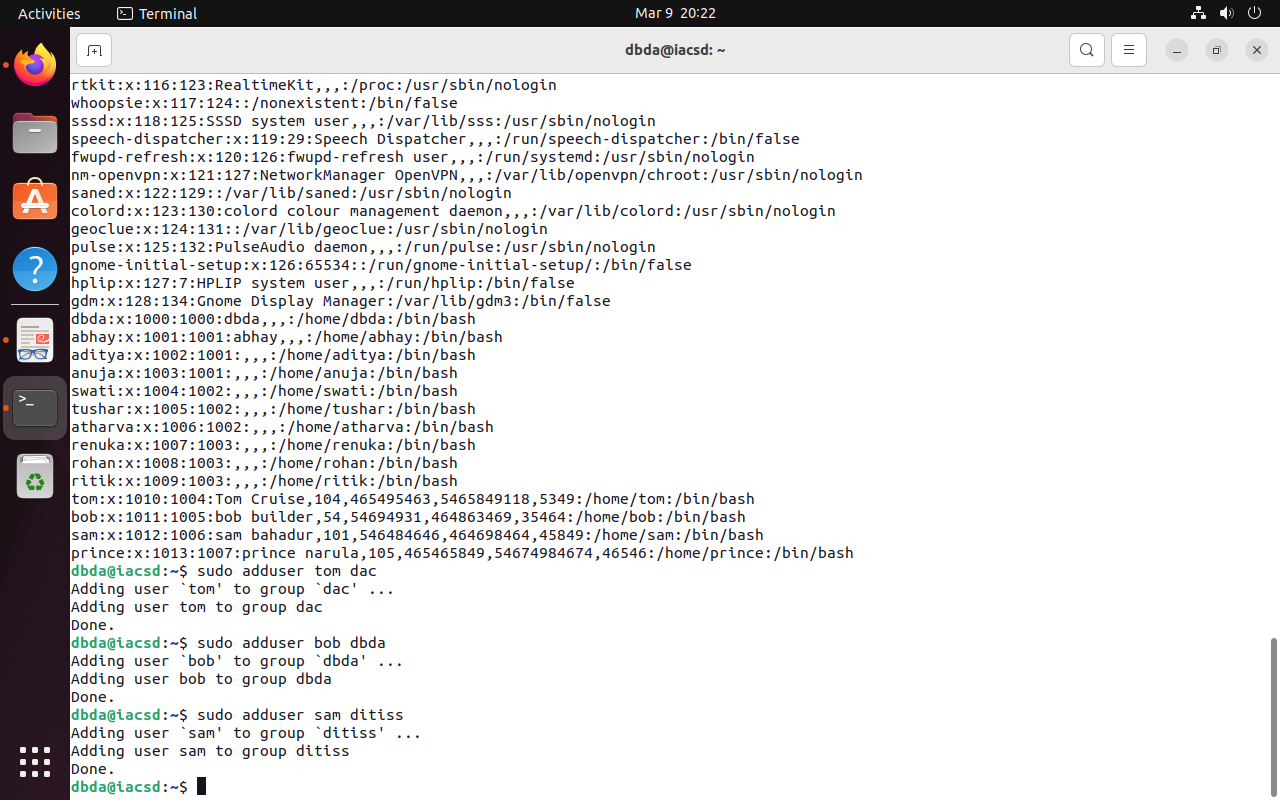 Activities
Terminal
Mar 9 20:22
dbda@iacsd: ~
rtkit:x:116:123:RealtimeKit,,,:/proc:/usr/sbin/nologin
whoopsie:x:117:124::/nonexistent:/bin/false
sssd:x:118:125:SSSD system user,,,:/var/lib/sss:/usr/sbin/nologin
speech-dispatcher:x:119:29:Speech Dispatcher,,,:/run/speech-dispatcher:/bin/false
fwupd-refresh:x:120:126:fwupd-refresh user,,,:/run/systemd:/usr/sbin/nologin
nm-openvpn:x:121:127:NetworkManager OpenVPN,,,:/var/lib/openvpn/chroot:/usr/sbin/nologin
saned:x:122:129::/var/lib/saned:/usr/sbin/nologin
colord:x:123:130:colord colour management daemon,,,:/var/lib/colord:/usr/sbin/nologin
geoclue:x:124:131::/var/lib/geoclue:/usr/sbin/nologin
pulse:x:125:132:PulseAudio daemon,,,:/run/pulse:/usr/sbin/nologin
gnome-initial-setup:x:126:65534::/run/gnome-initial-setup/:/bin/false
hplip:x:127:7:HPLIP system user,,,:/run/hplip:/bin/false
gdm:x:128:134:Gnome Display Manager:/var/lib/gdm3:/bin/false
dbda:x:1000:1000:dbda,,,:/home/dbda:/bin/bash
abhay:x:1001:1001:abhay,,,:/home/abhay:/bin/bash
aditya:x:1002:1001:,,,:/home/aditya:/bin/bash
anuja:x:1003:1001:,,,:/home/anuja:/bin/bash
swati:x:1004:1002:,,,:/home/swati:/bin/bash
tushar:x:1005:1002:,,,:/home/tushar:/bin/bash
atharva:x:1006:1002:,,,:/home/atharva:/bin/bash
renuka:x:1007:1003:,,,:/home/renuka:/bin/bash
rohan:x:1008:1003:,,,:/home/rohan:/bin/bash
ritik:x:1009:1003:,,,:/home/ritik:/bin/bash
tom:x:1010:1004:Tom Cruise,104,465495463,5465849118,5349:/home/tom:/bin/bash
bob:x:1011:1005:bob builder,54,54694931,464863469,35464:/home/bob:/bin/bash
sam:x:1012:1006:sam bahadur,101,546484646,464698464,45849:/home/sam:/bin/bash
prince:x:1013:1007:prince narula,105,465465849,54674984674,46546:/home/prince:/bin/bash
dbda@iacsd:~$ sudo adduser tom dac
Adding user `tom' to group `dac' ...
Adding user tom to group dac
Done.
dbda@iacsd:~$ sudo adduser bob dbda
Adding user `bob' to group `dbda' ...
Adding user bob to group dbda
Done.
dbda@iacsd:~$ sudo adduser sam ditiss
Adding user `sam' to group `ditiss' ...
Adding user sam to group ditiss
Done.
dbda@iacsd:~$